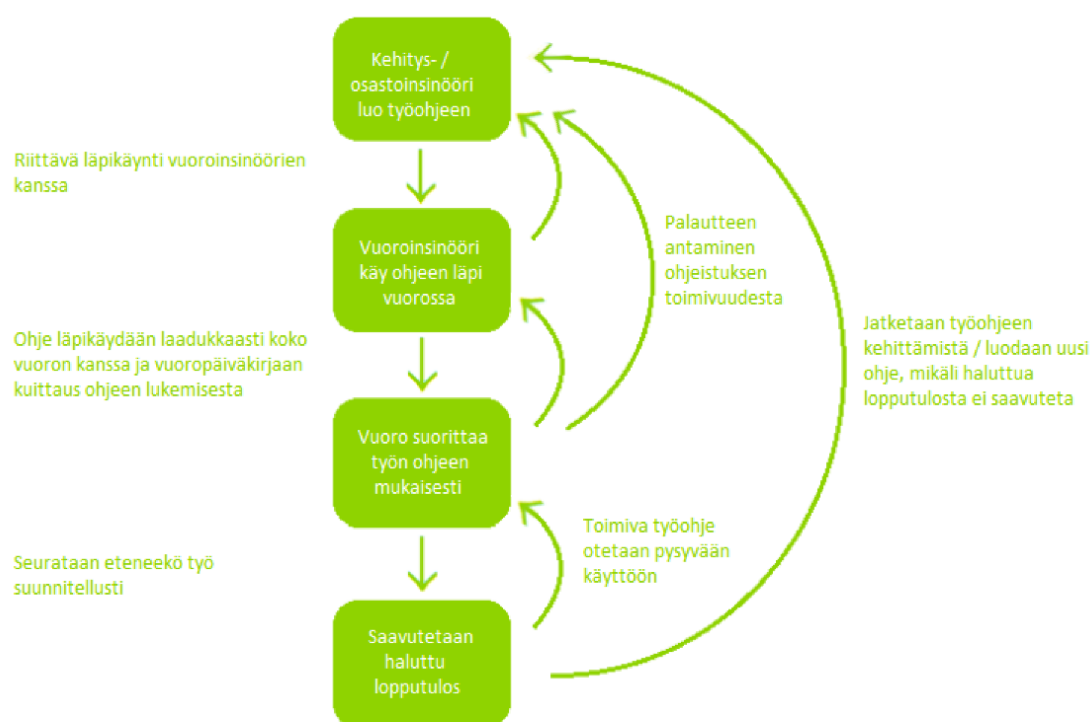 Kehitys- /
osastoinsinööri
luo työohjeen
Riittävä läpikäynti vuoroinsinöörien
kanssa
Vuoroinsinööri
käy ohjeen läpi
vuorossa
Palautteen
antaminen
ohjeistuksen
toimivuudesta
Ohje läpikäydään laadukkaasti koko
vuoron kanssa ja vuoropäiväkirjaan
kuittaus ohjeen lukemisesta
Jatketaan työohjeen
kehittämistä / luodaan uusi
ohje, mikäli haluttua
lopputulosta ei saavuteta
Vuoro suorittaa
työn ohjeen
mukaisesti
Toimiva työohje
otetaan pysyvään
käyttöön
Seurataan eteneekö työ
suunnitellusti
Saavutetaan
haluttu
lopputulos